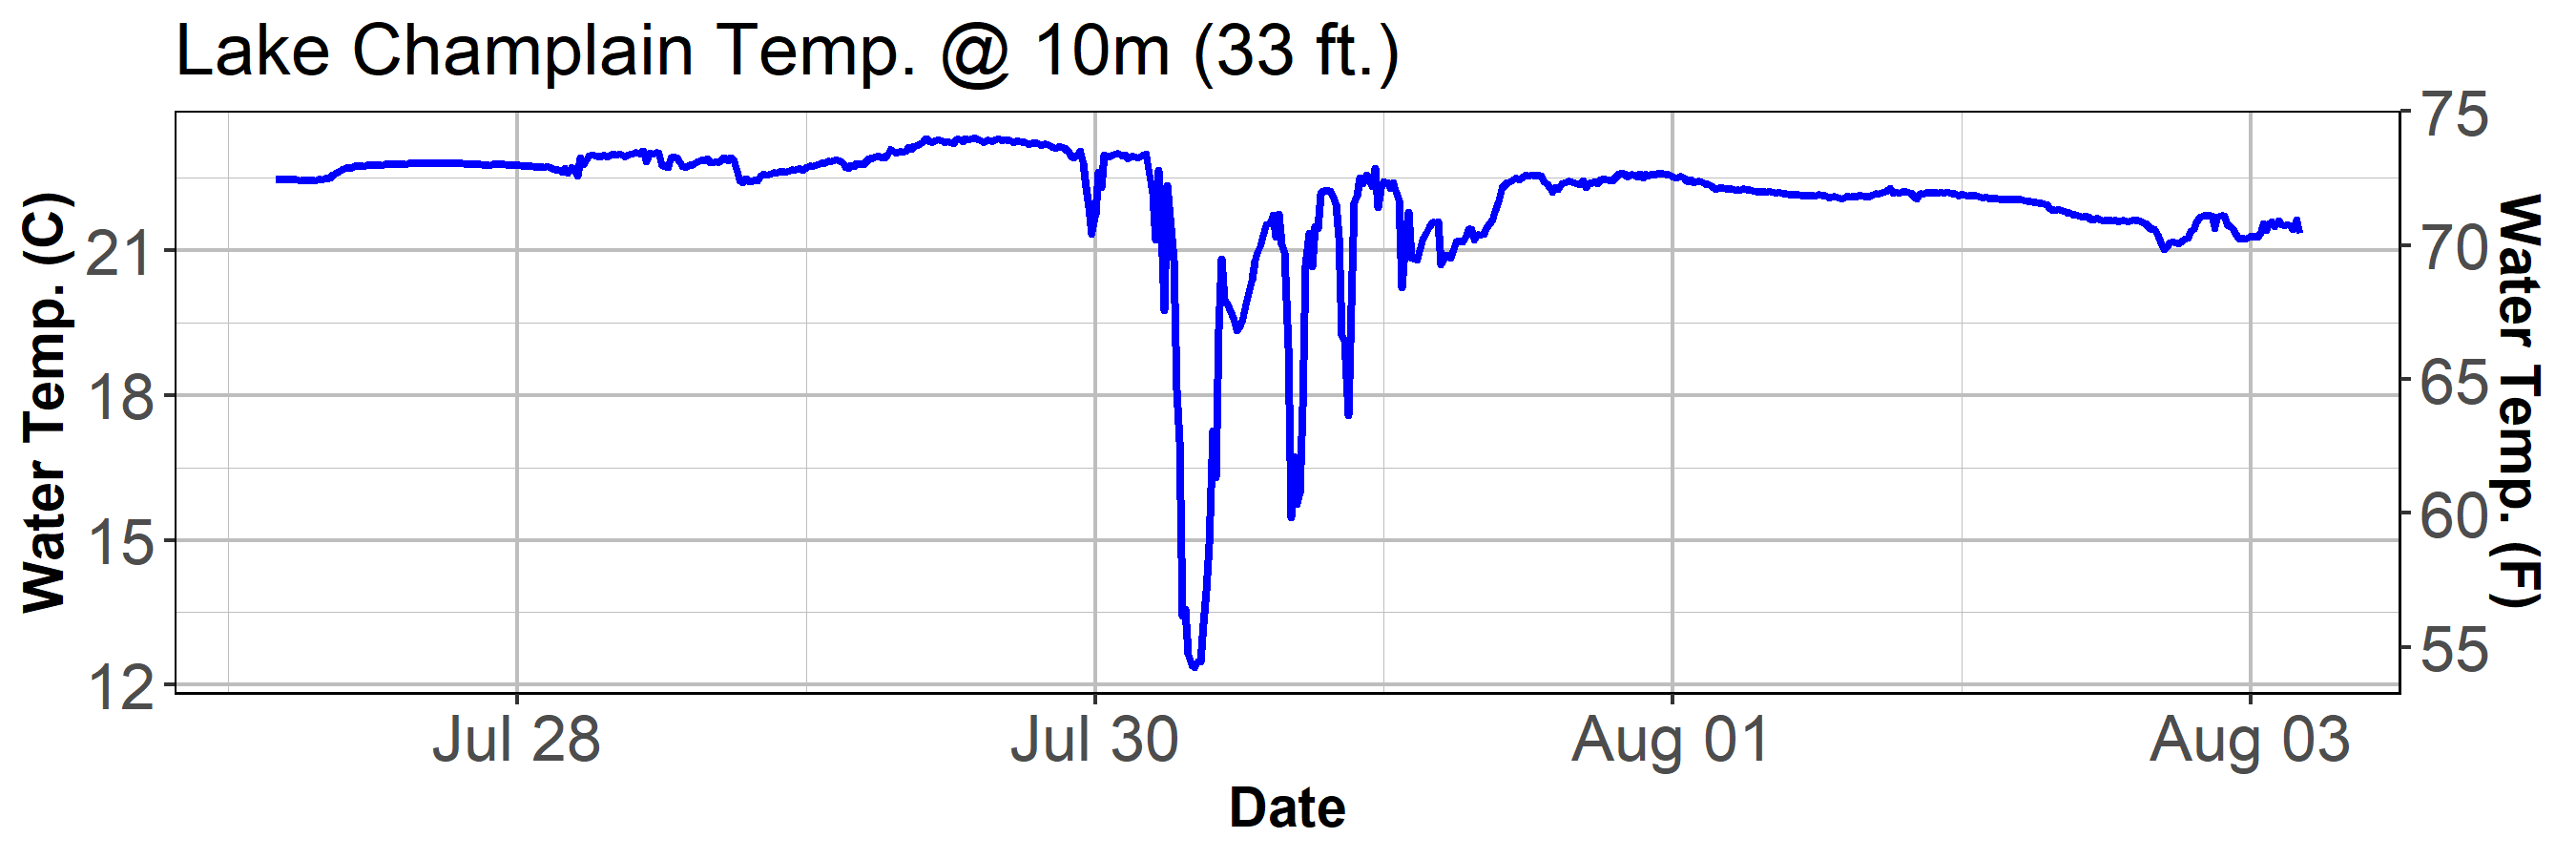 Lake Champlain Temp. @ 10m (33 ft.)
Water Temp. (C)
21
18
15
12
75
70
65
60
55
Water Temp. (F)
Jul 28
Jul 30
Aug 01
Aug 03
Date